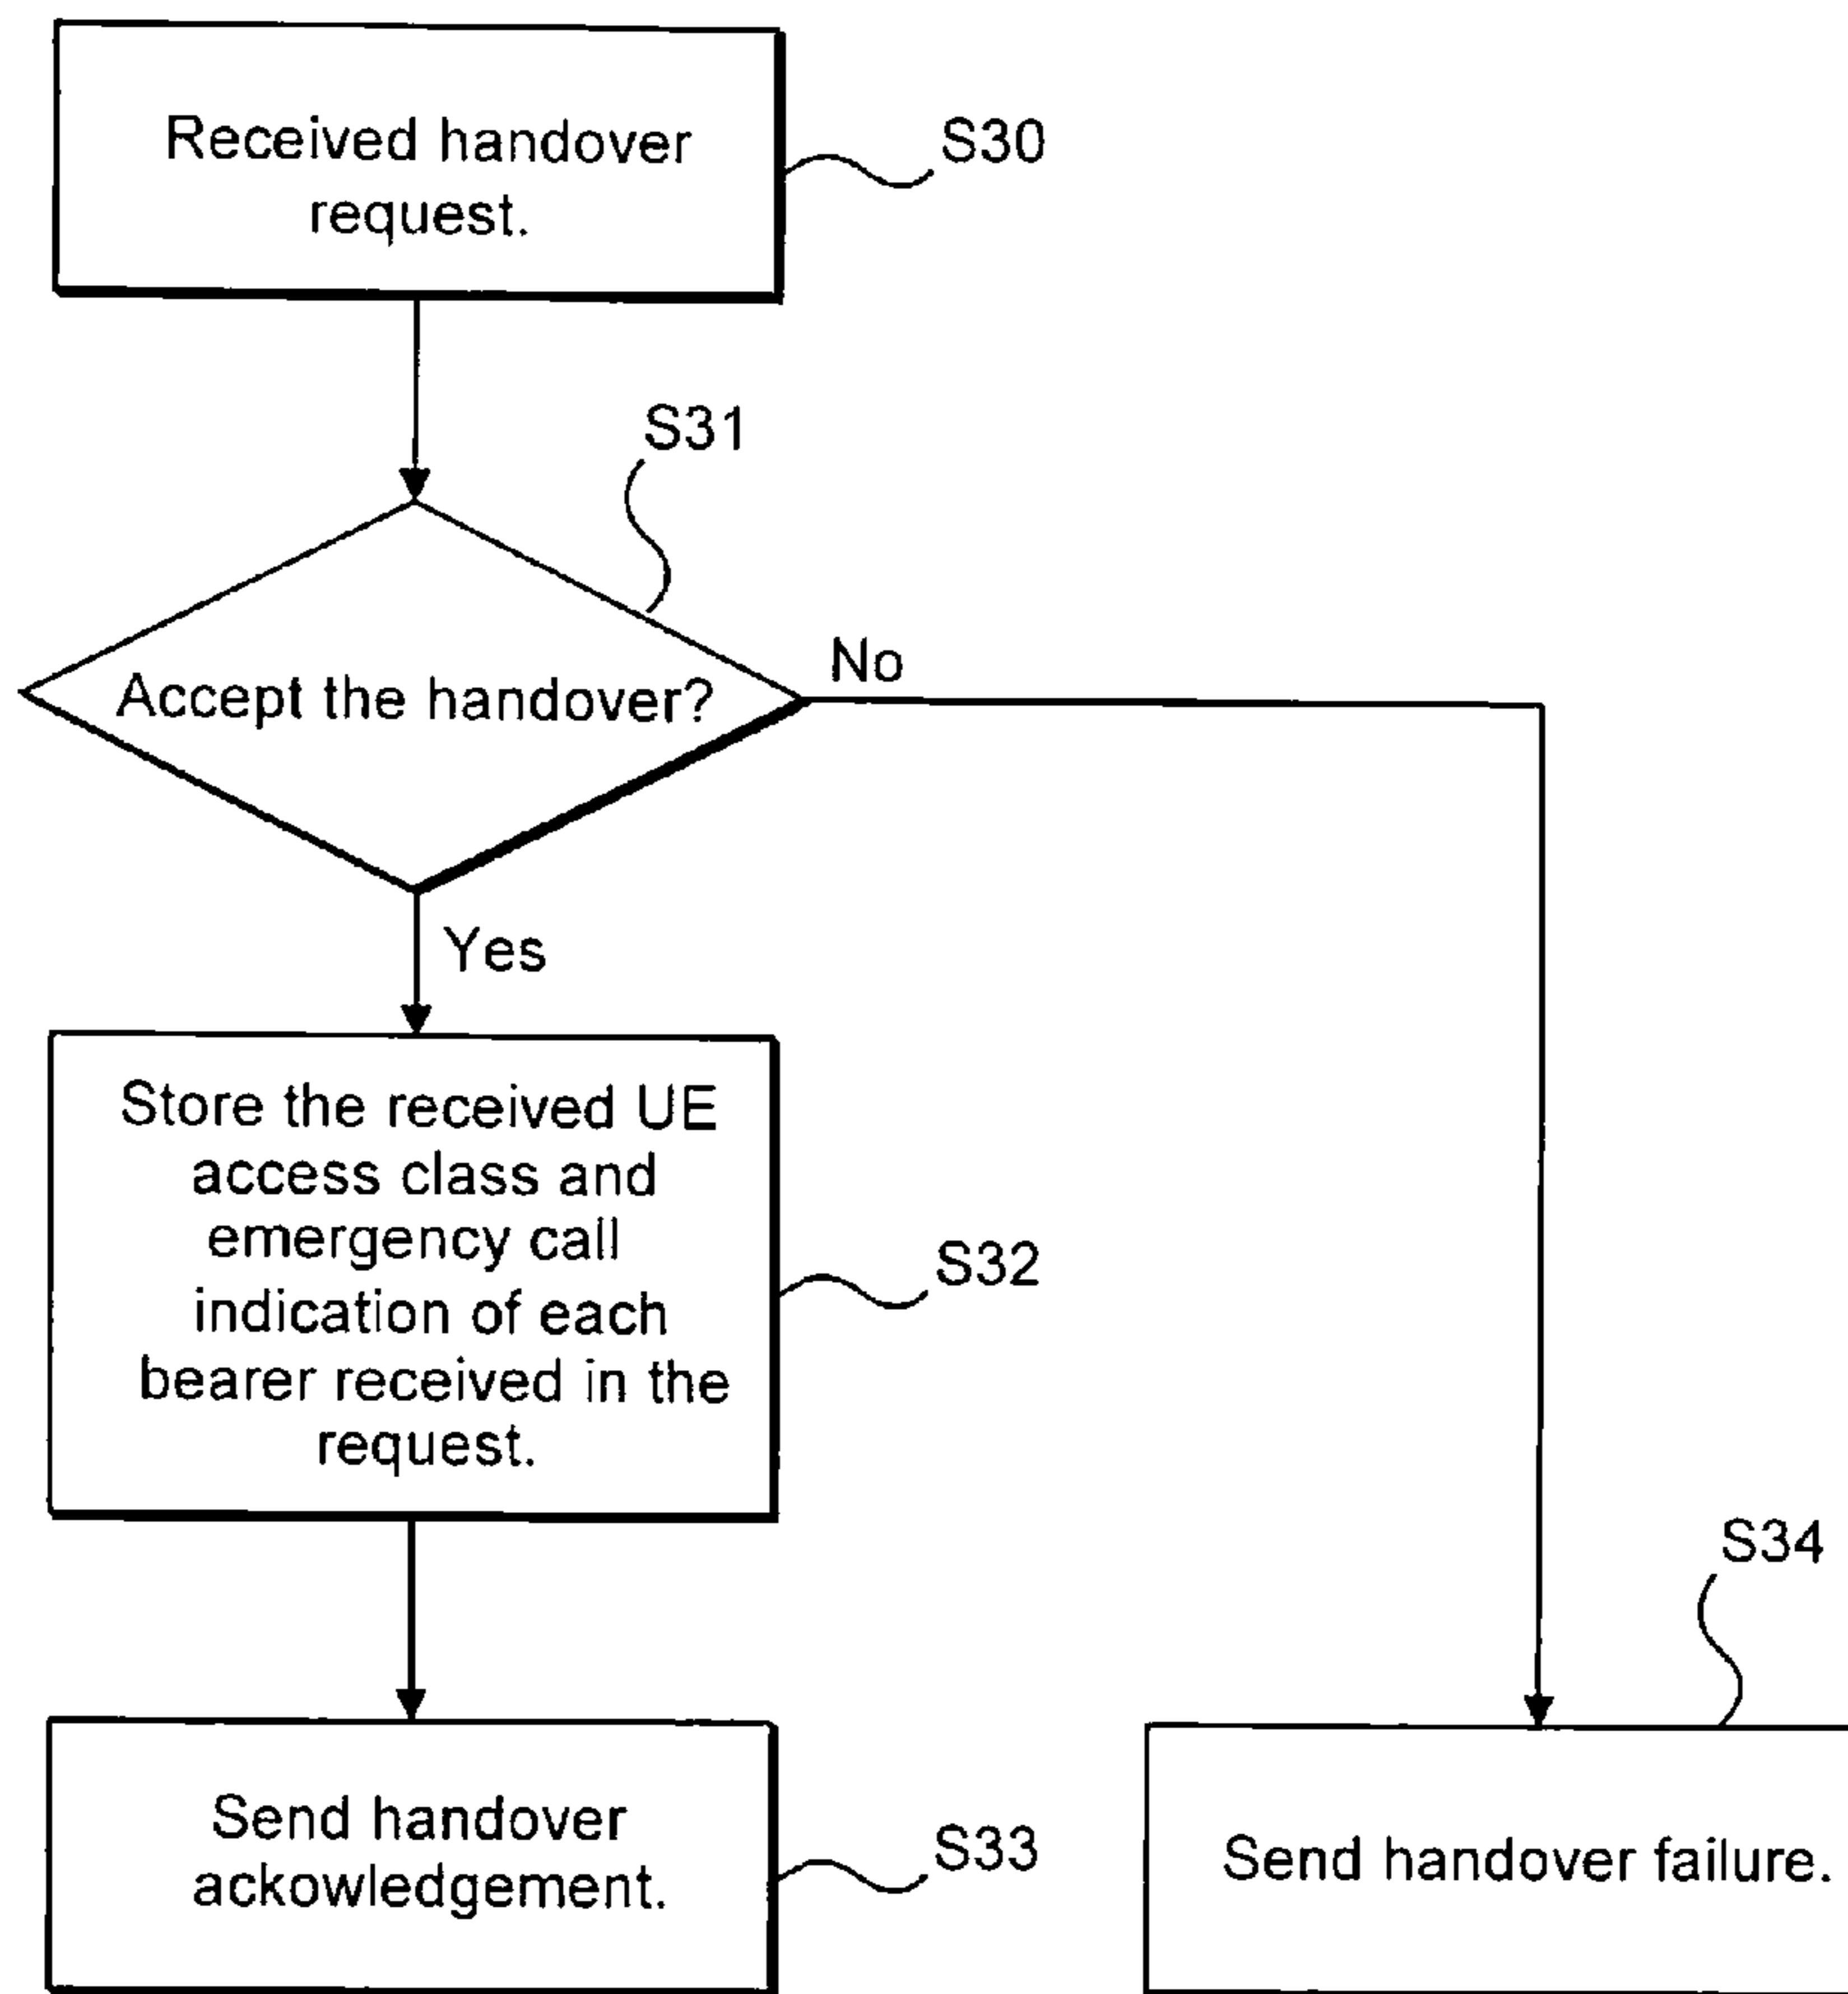 Received handover
request.
S30
S31
Accept the handover?
No
Yes
Store the received UE
access class and
emergency call
indication of each
bearer received in the
request.
S32
S34
Send handover
ackowledgement.
S33
Send handover failure.